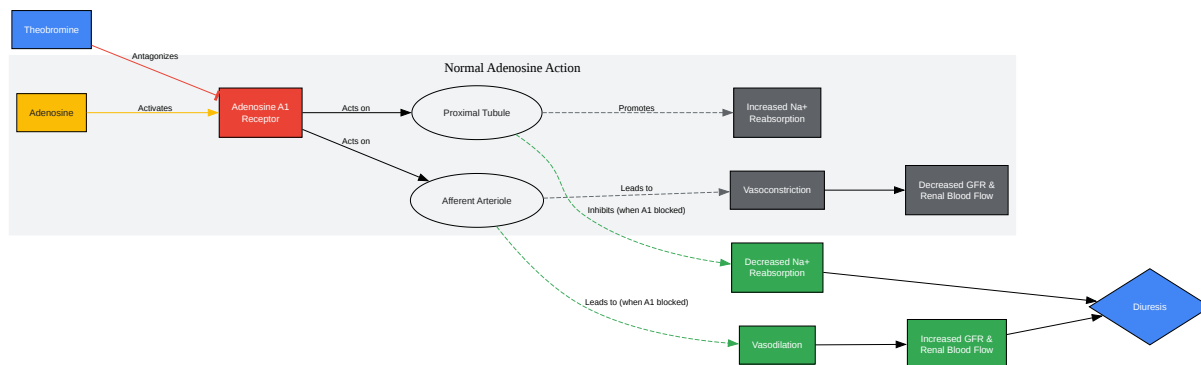 Theobromine
Antagonizes
Normal Adenosine Action
Adenosine
Activates
Adenosine A1
Receptor
Acts on
Proximal Tubule
Promotes
Increased Na+
Reabsorption
Acts on
Afferent Arteriole
Leads to
Vasoconstriction
Decreased GFR &
Renal Blood Flow
Inhibits (when A1 blocked)
Decreased Na+
Reabsorption
Leads to (when A1 blocked)
Vasodilation
Increased GFR &
Renal Blood Flow
Diuresis